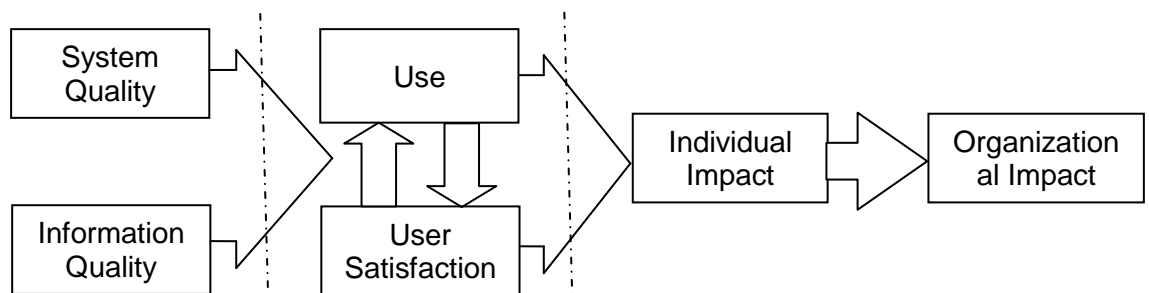 System
Quality
Use
Individual
Impact
Organization
al Impact
Information
Quality
User
Satisfaction